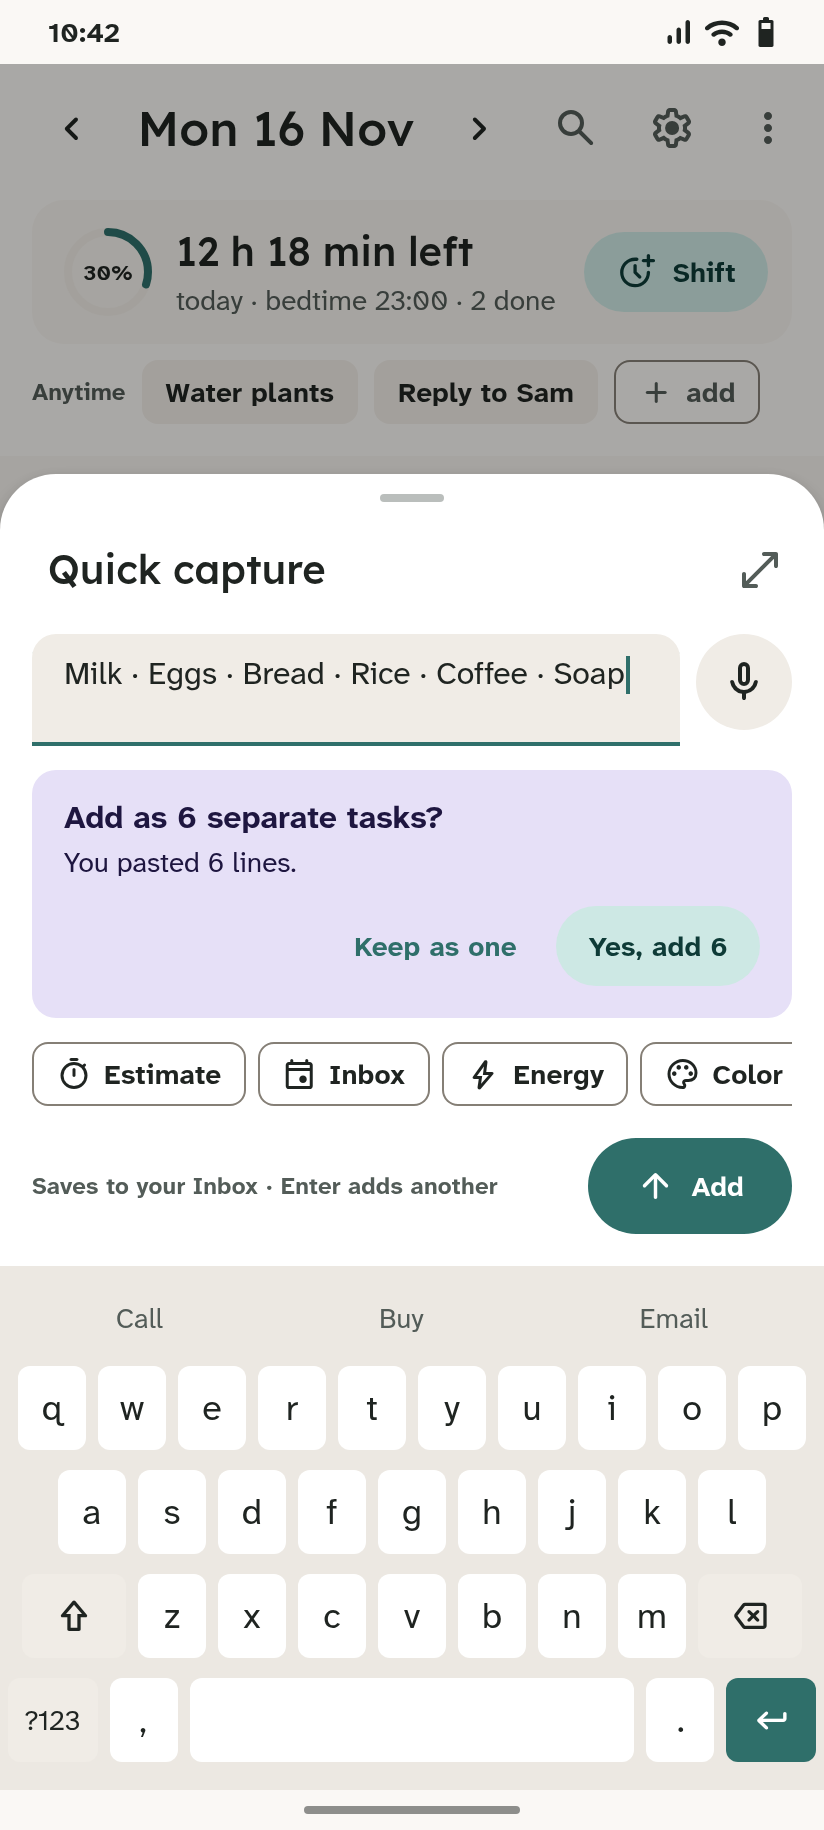 10:42
Mon 16 Nov
30%
12 h 18 min left
today · bedtime 23:00 · 2 done
Shift
Anytime
Water plants
Reply to Sam
add
Quick capture
Milk · Eggs · Bread · Rice · Coffee · Soap
Add as 6 separate tasks?
You pasted 6 lines.
Keep as one
Yes, add 6
Estimate
Inbox
Energy
Color
Saves to your Inbox · Enter adds another
Add
Call Buy Email
q w e r t y u i o p
a s d f g h j k l
z x c v b n m
?123 , .